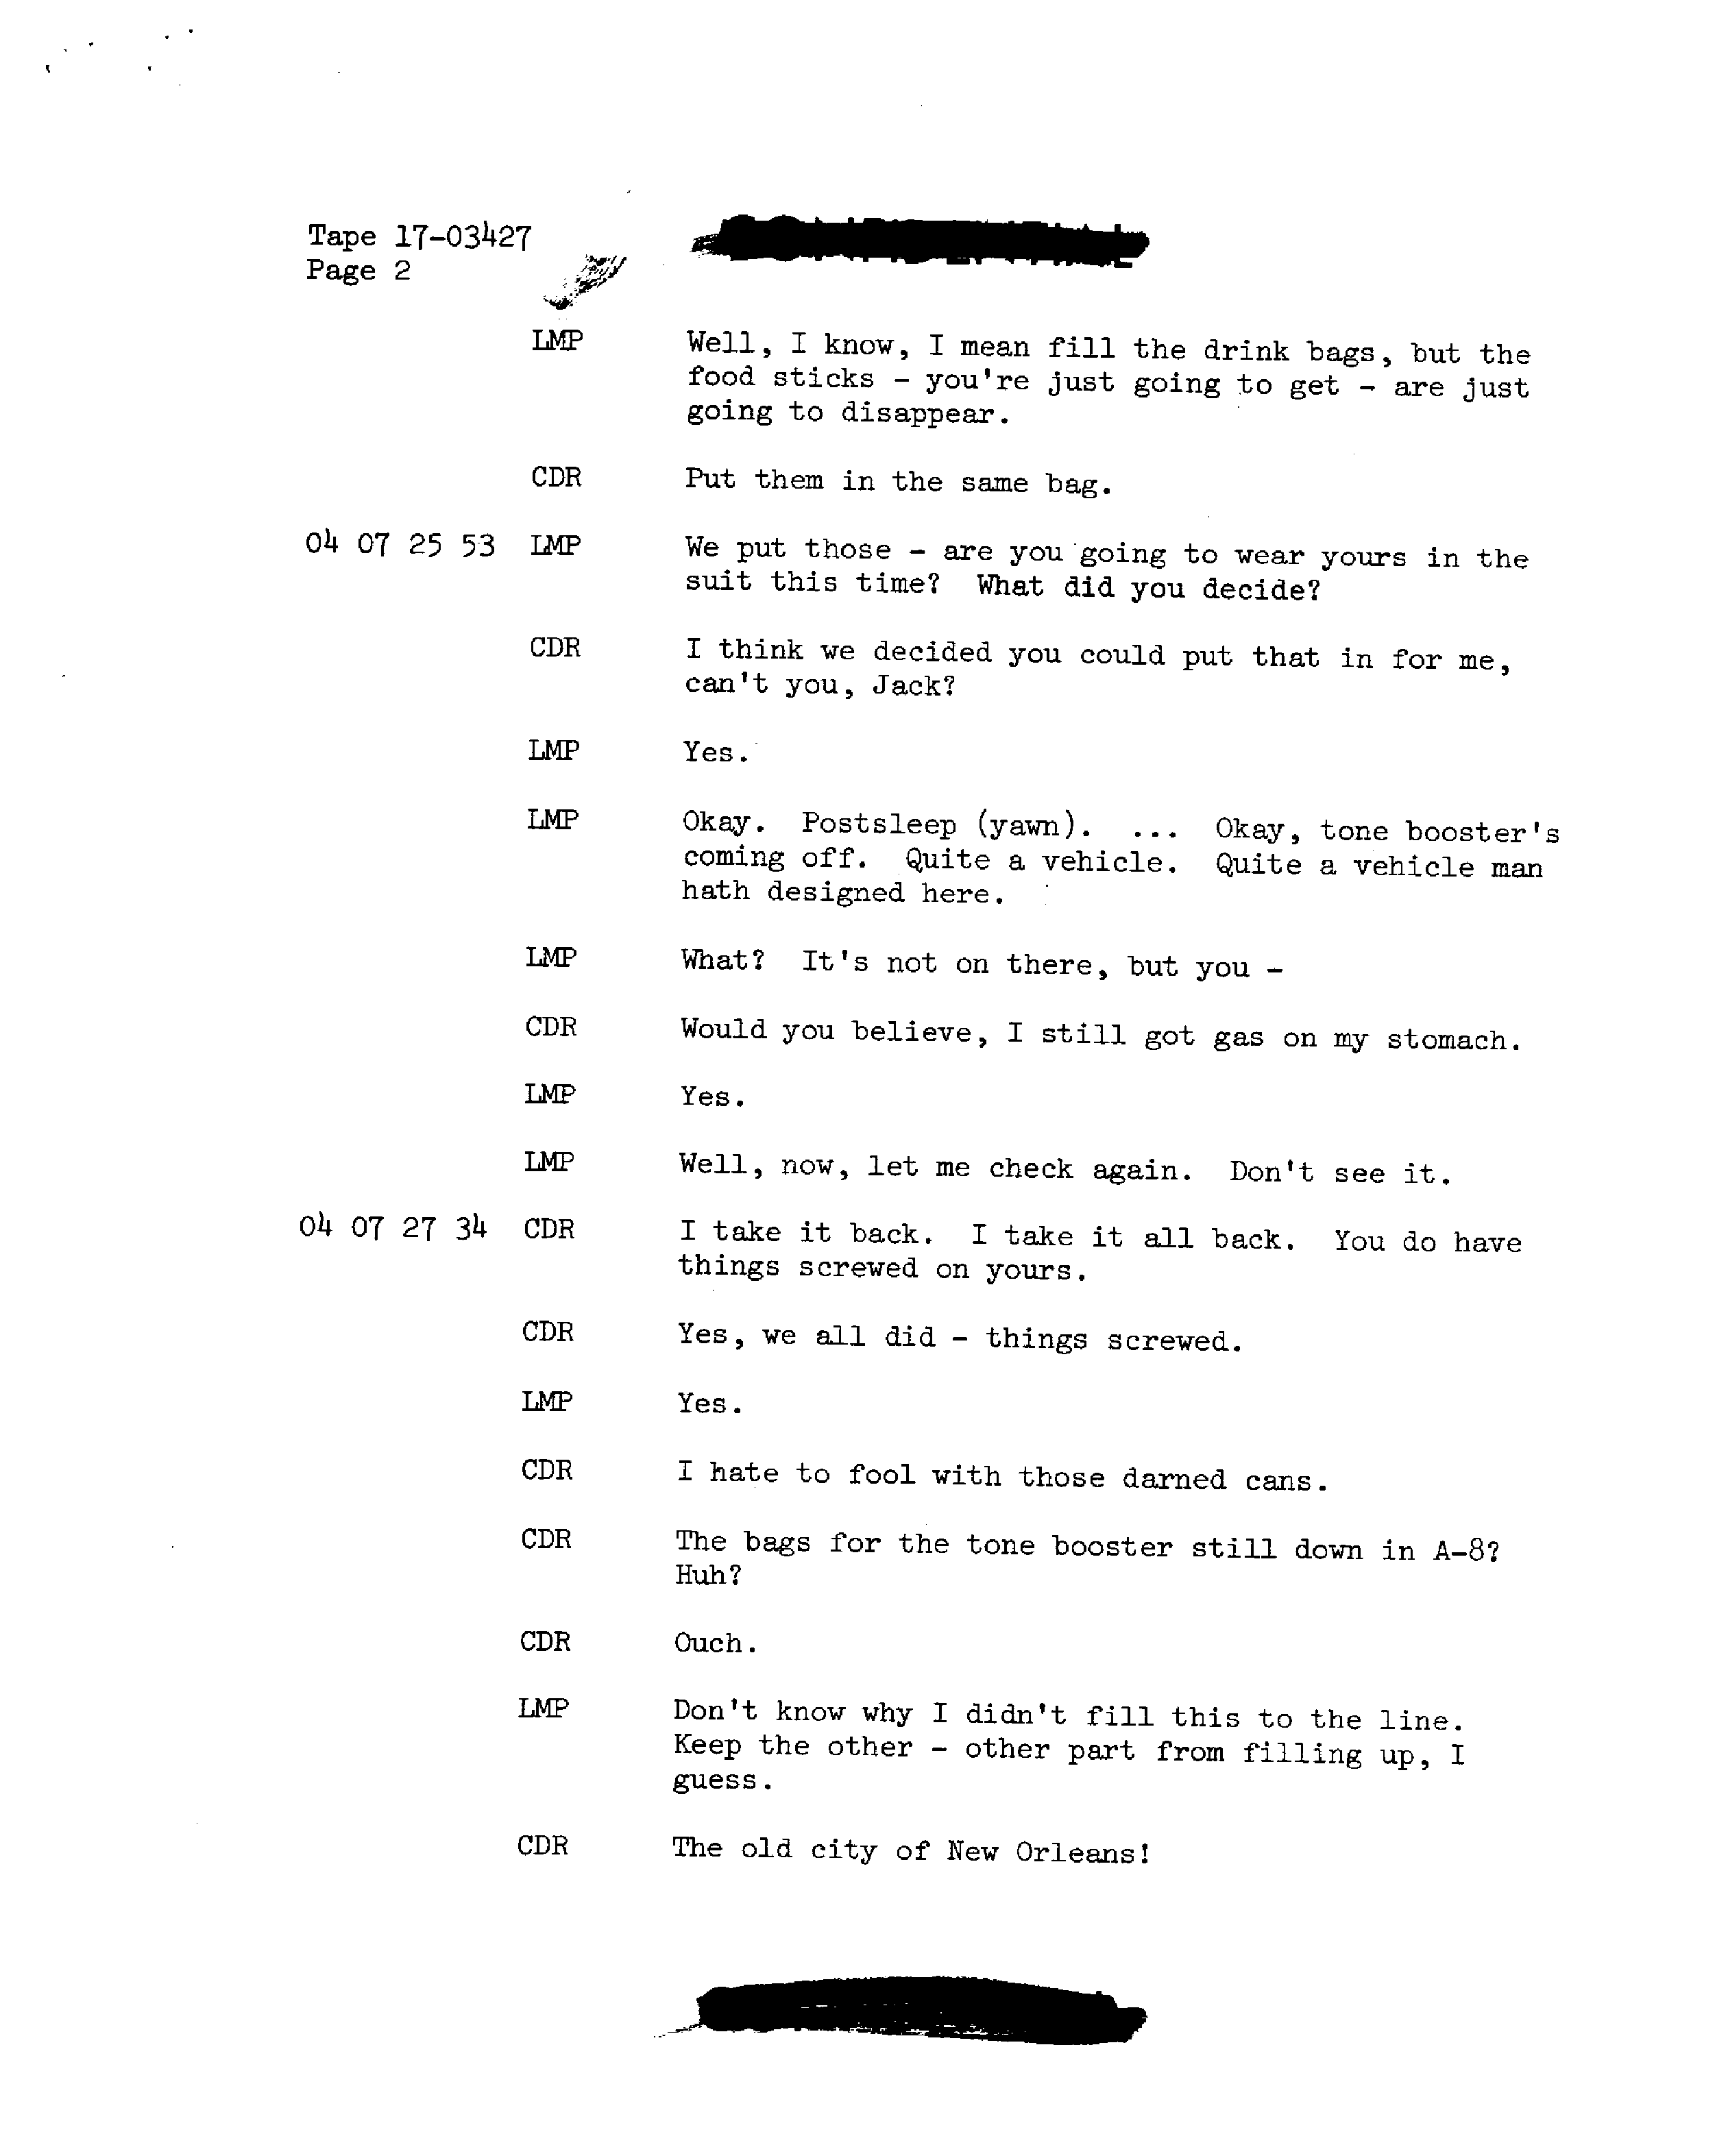 Tape 17-03427
Page 2
LMP Well, I know, I mean fill the drink bags, but the
food sticks - you're just going to get - are just
going to disappear.
CDR Put them in the same bag.
04 07 25 53 LMP We put those - are you going to wear yours in the
suit this time? What did you decide?
CDR I think we decided you could put that in for me,
can't you, Jack?
LMP Yes.
LMP Okay. Postsleep (yawn). ... Okay, tone booster's
coming off. Quite a vehicle. Quite a vehicle man
hath designed here.
LMP What? It's not on there, but you -
CDR Would you believe, I still got gas on my stomach.
LMP Yes.
LMP Well, now, let me check again. Don't see it.
04 07 27 34 CDR I take it back. I take it all back. You do have
things screwed on yours.
CDR Yes, we all did - things screwed.
LMP Yes.
CDR I hate to fool with those darned cans.
CDR The bags for the tone booster still down in A-8?
Huh?
CDR Ouch.
LMP Don't know why I didn't fill this to the line.
Keep the other - other part from filling up, I
guess.
CDR The old city of New Orleans!